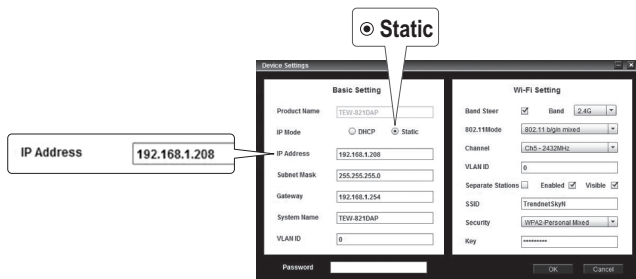 Static
Device Settings
Basic Setting
Product Name TEW-821DAP
IP Mode DHCP Static
IP Address 192.168.1.208
IP Address 192.168.1.208
Subnet Mask 255.255.255.0
Gateway 192.168.1.254
System Name TEW-821DAP
VLAN ID 0
Password
Wi-Fi Setting
Band Steer Band 2.4G
802.11Mode 802.11 b/g/n mixed
Channel Ch5 - 2432MHz
VLAN ID 0
Separate Stations Enabled Visible
SSID TrendnetSkyN
Security WPA2-Personal Mixed
Key *********
OK Cancel